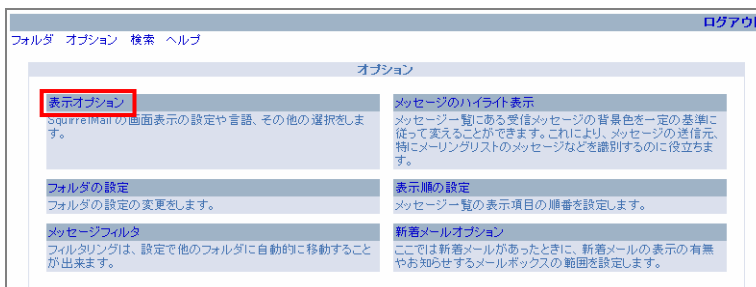 ログアウト
フォルダ オプション 検索 ヘルプ
オプション
表示オプション
SquirrelMail の画面表示の設定や言語、その他の選択をしま
す。
メッセージのハイライト表示
メッセージ一覧にある受信メッセージの背景色を一定の基準に
従って変えることができます。これにより、メッセージの送信元、
特にメーリングリストのメッセージなどを識別するのに役立ちま
す。
フォルダの設定
フォルダの設定の変更をします。
表示順の設定
メッセージ一覧の表示項目の順番を設定します。
メッセージフィルタ
フィルタリングは、設定で他のフォルダに自動的に移動すること
が出来ます。
新着メールオプション
ここでは新着メールがあったときに、新着メールの表示の有無
やお知らせするメールボックスの範囲を設定します。